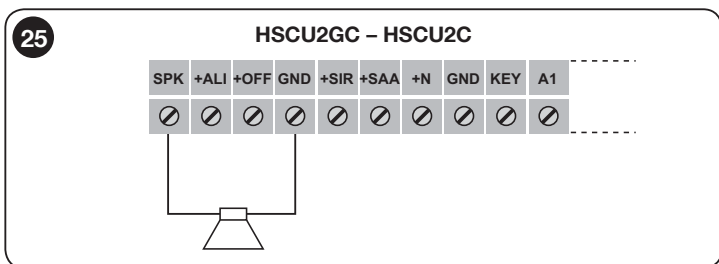 25
HSCU2GC – HSCU2C
SPK +ALI +OFF GND +SIR +SAA +N GND KEY A1